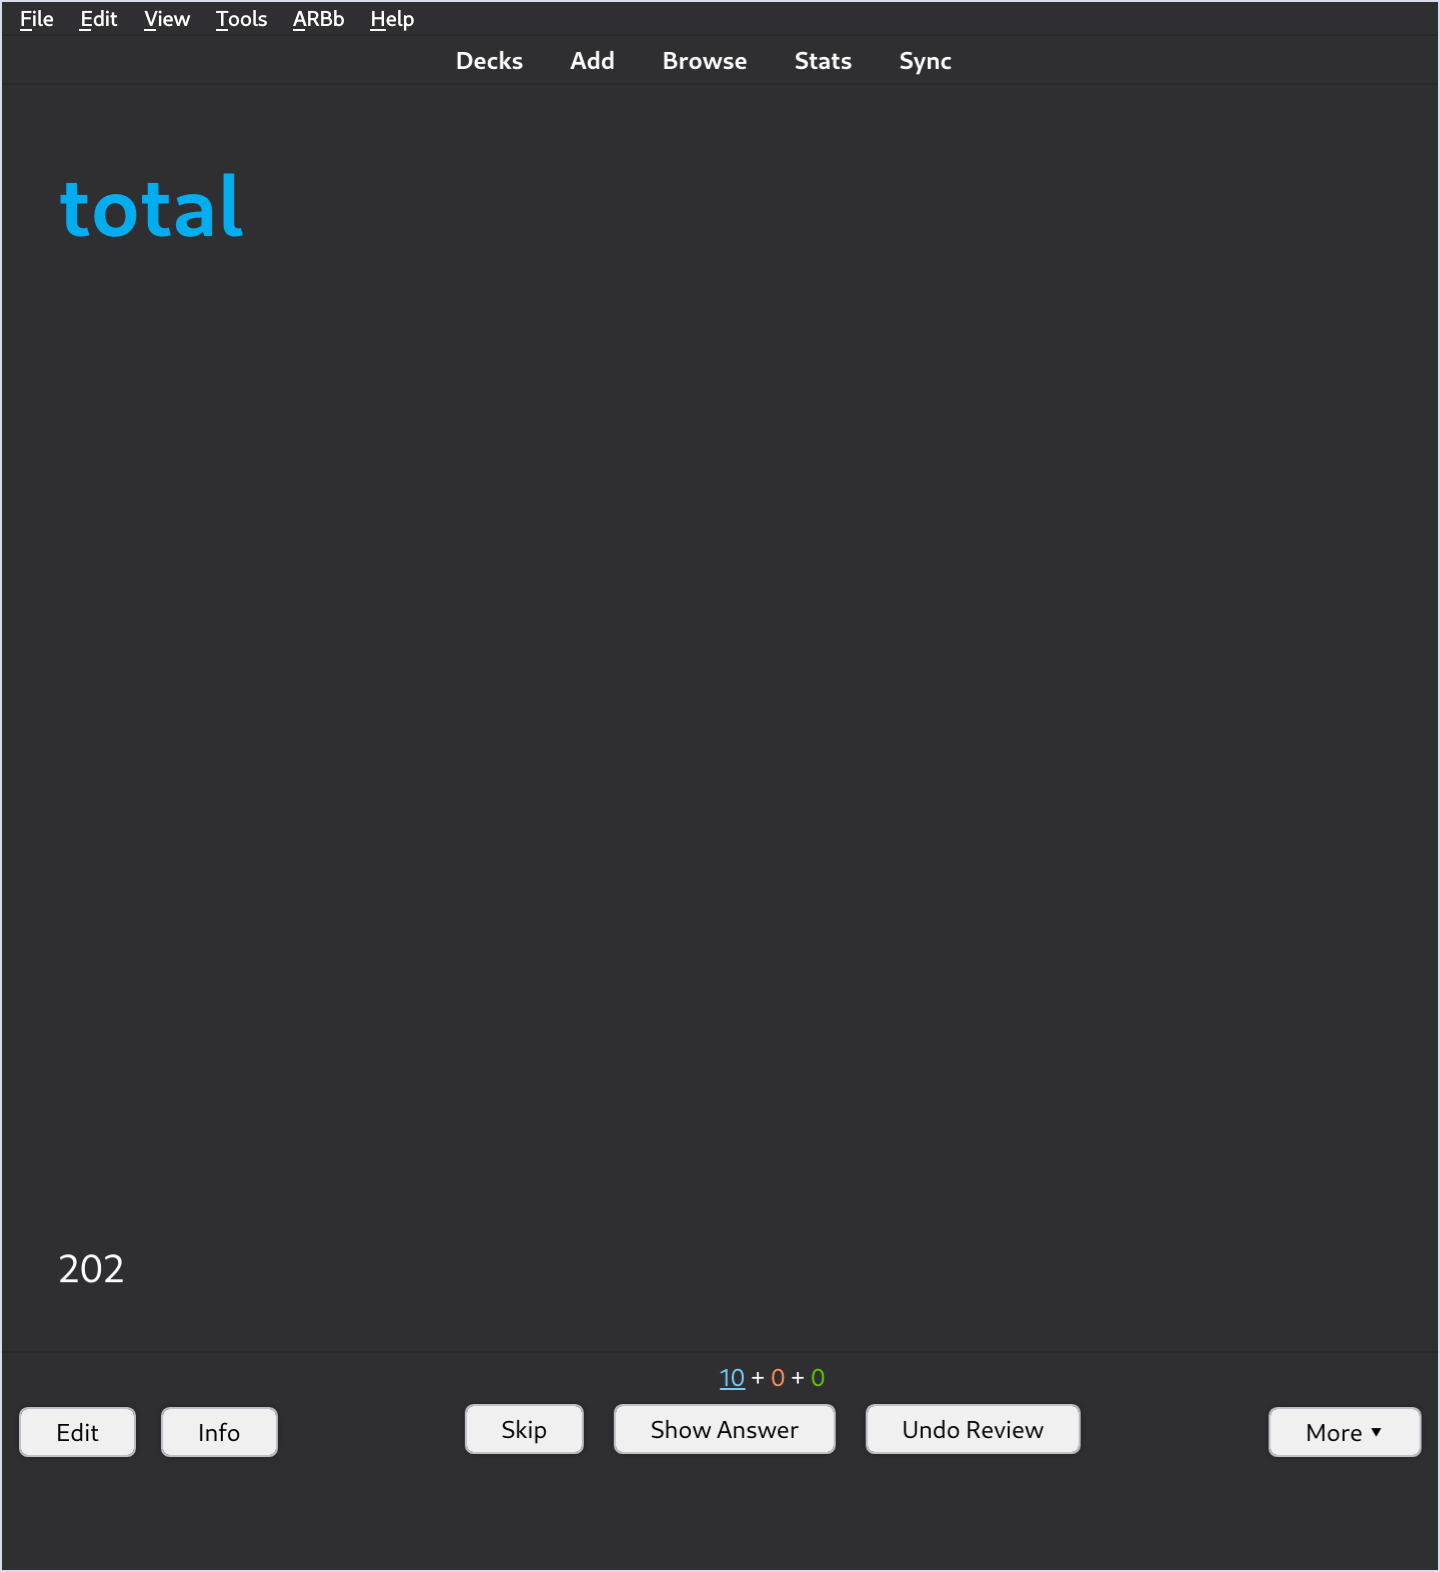 File Edit View Tools ARBb Help
Decks Add Browse Stats Sync
total
202
10 + 0 + 0
Edit Info Skip Show Answer Undo Review More ▼